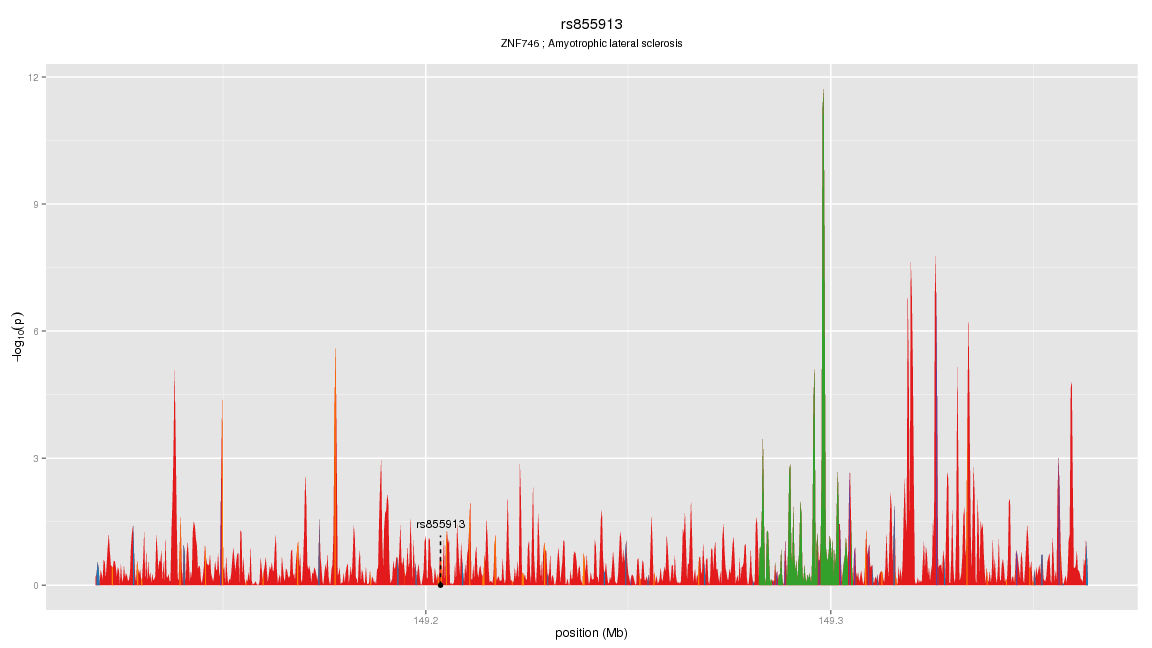 rs855913
ZNF746 ; Amyotrophic lateral sclerosis
12
9
6
3
0
−log10(p)
rs855913
149.2
149.3
position (Mb)